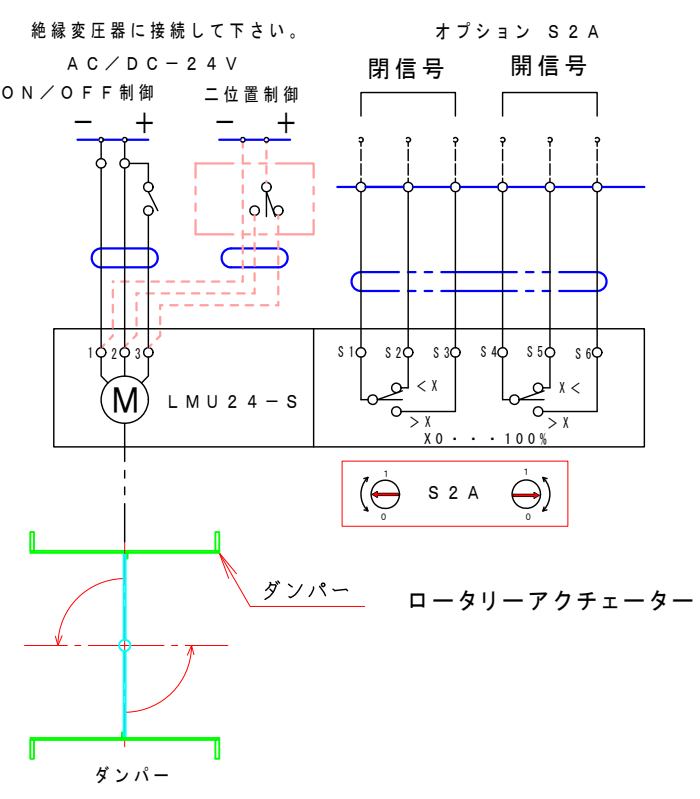 絶縁変圧器に接続して下さい。
オプション S2A
AC/DC-24V
閉信号 開信号
ON/OFF制御 二位置制御
- + - +
1 2 3 S1 S2 S3 S4 S5 S6
M LMU24-S
<X X<
>X >X
X0・・・100%
1 1
S2A
0 0
ダンパー
ロータリーアクチェーター
ダンパー